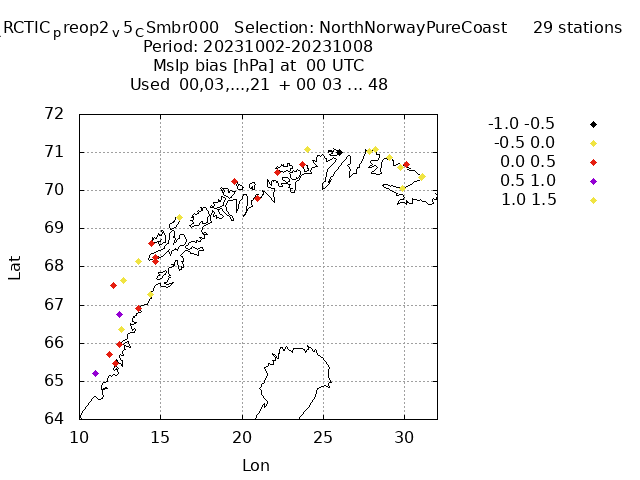 RCTIC p reop2 v 5 C Smbr000 Selection: NorthNorwayPureCoast 29 stations
Period: 20231002-20231008
Mslp bias [hPa] at 00 UTC
Used 00,03,...,21 + 00 03 ... 48
72
71
70
69
68
67
66
65
64
10 15 20 25 30
Lat
Lon
-1.0 -0.5
-0.5 0.0
0.0 0.5
0.5 1.0
1.0 1.5